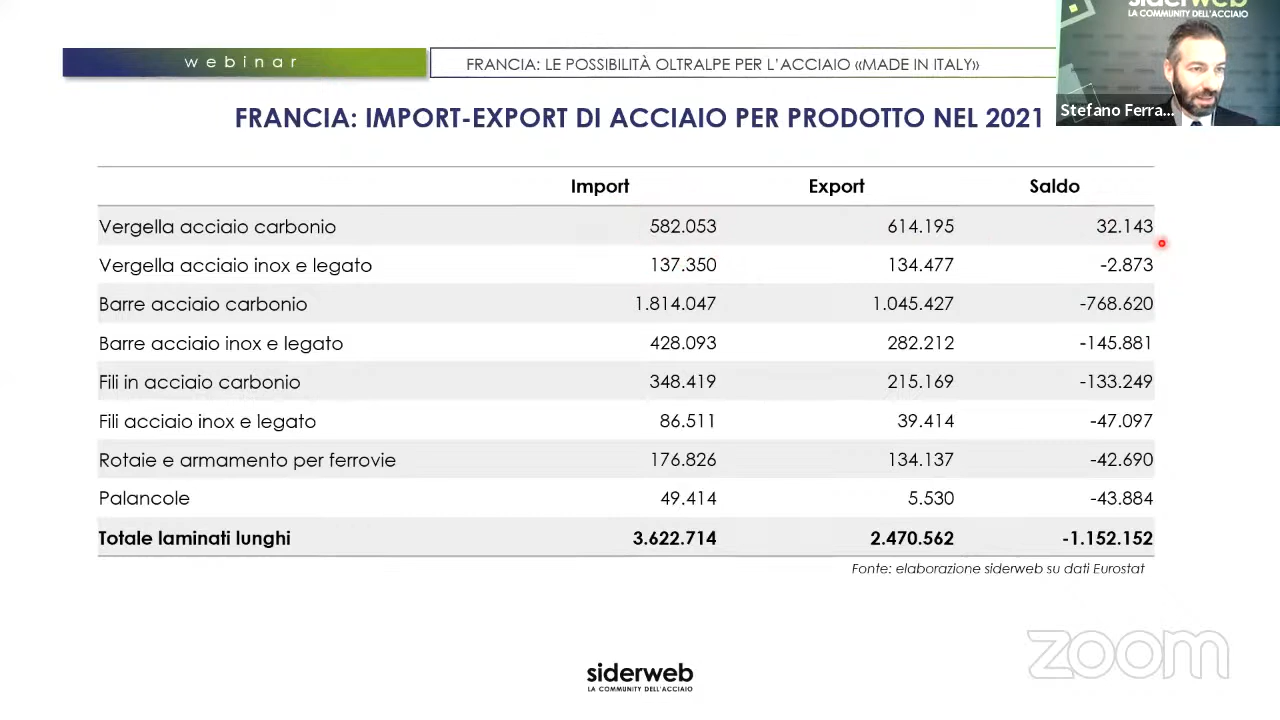 siderweb
LA COMMUNITY DELL'ACCIAIO
webinar
FRANCIA: LE POSSIBILITÀ OLTRALPE PER L'ACCIAIO «MADE IN ITALY»
Stefano Ferra...
FRANCIA: IMPORT-EXPORT DI ACCIAIO PER PRODOTTO NEL 2021
Import Export Saldo
Vergella acciaio carbonio 582.053 614.195 32.143
Vergella acciaio inox e legato 137.350 134.477 -2.873
Barre acciaio carbonio 1.814.047 1.045.427 -768.620
Barre acciaio inox e legato 428.093 282.212 -145.881
Fili in acciaio carbonio 348.419 215.169 -133.249
Fili acciaio inox e legato 86.511 39.414 -47.097
Rotaie e armamento per ferrovie 176.826 134.137 -42.690
Palancole 49.414 5.530 -43.884
Totale laminati lunghi 3.622.714 2.470.562 -1.152.152
Fonte: elaborazione siderweb su dati Eurostat
zoom
siderweb
LA COMMUNITY DELL'ACCIAIO